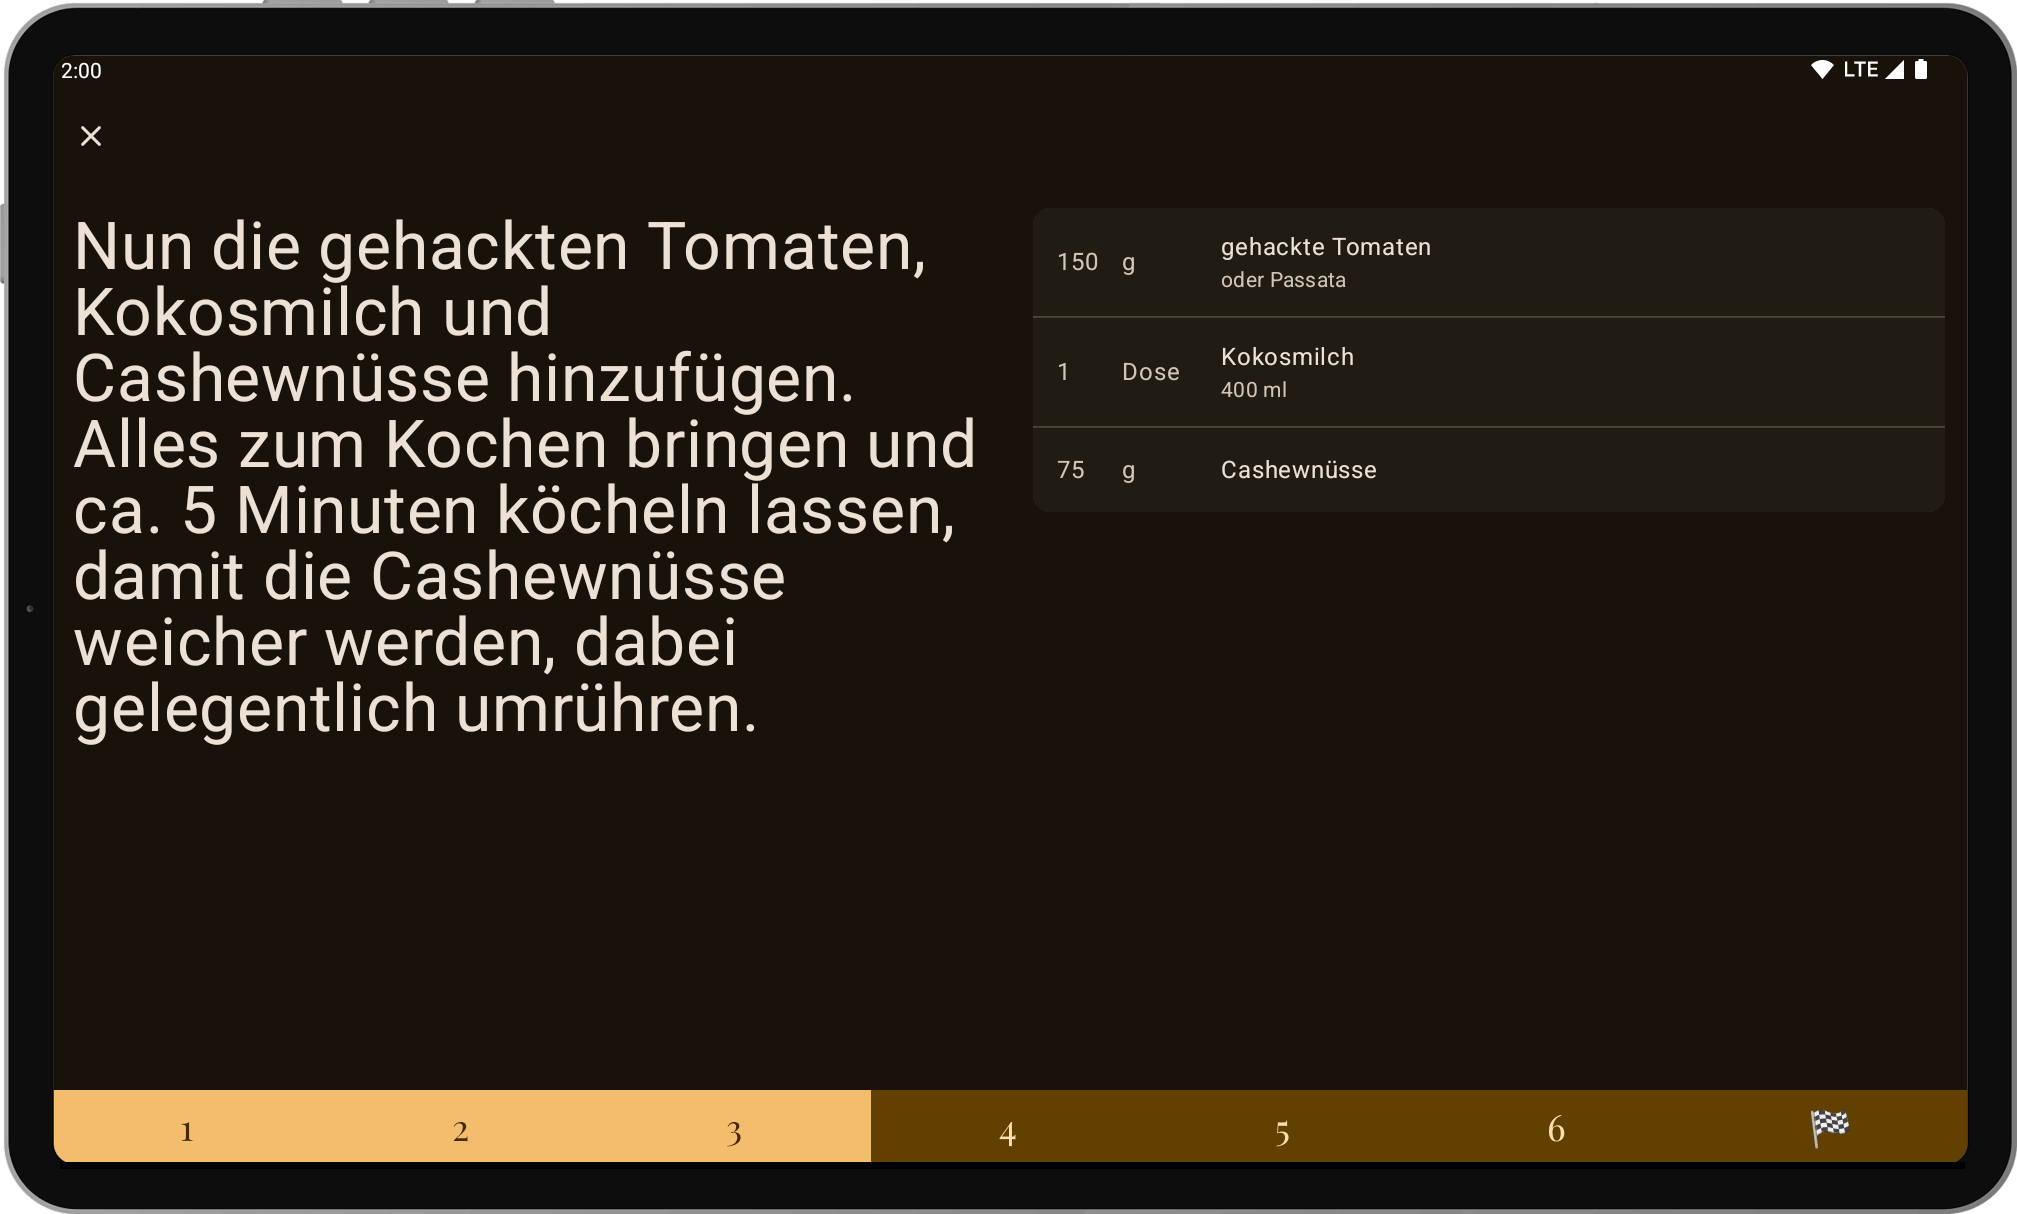 2:00
LTE
Nun die gehackten Tomaten,
Kokosmilch und
Cashewnüsse hinzufügen.
Alles zum Kochen bringen und
ca. 5 Minuten köcheln lassen,
damit die Cashewnüsse
weicher werden, dabei
gelegentlich umrühren.
150 g gehackte Tomaten
oder Passata
1 Dose Kokosmilch
400 ml
75 g Cashewnüsse
1 2 3 4 5 6